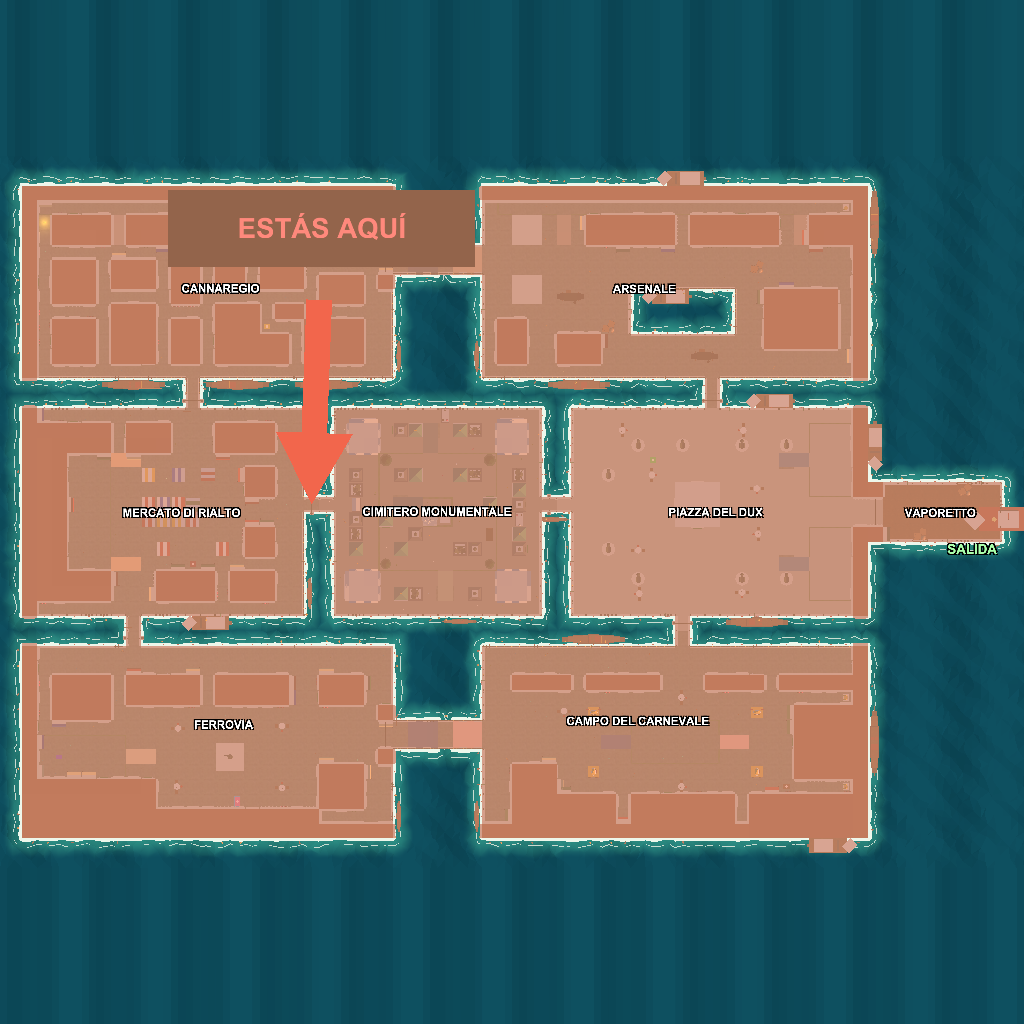 ESTÁS AQUÍ
CANNAREGIO
ARSENALE
MERCATO DI RIALTO
CIMITERO MONUMENTALE
PIAZZA DEL DUX
VAPORETTO
SALIDA
FERROVIA
CAMPO DEL CARNEVALE